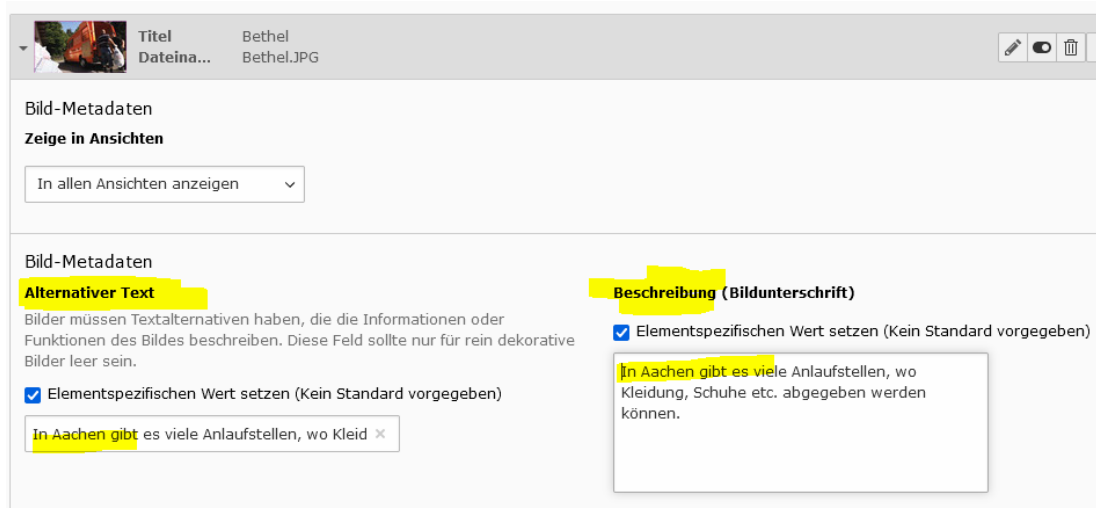 Titel Bethel
Dateina... Bethel.JPG
Bild-Metadaten
Zeige in Ansichten
In allen Ansichten anzeigen
Bild-Metadaten
Alternativer Text
Bilder müssen Textalternativen haben, die die Informationen oder
Funktionen des Bildes beschreiben. Diese Feld sollte nur für rein dekorative
Bilder leer sein.
Elementspezifischen Wert setzen (Kein Standard vorgegeben)
In Aachen gibt es viele Anlaufstellen, wo Kleid
Beschreibung (Bildunterschrift)
Elementspezifischen Wert setzen (Kein Standard vorgegeben)
In Aachen gibt es viele Anlaufstellen, wo
Kleidung, Schuhe etc. abgegeben werden
können.